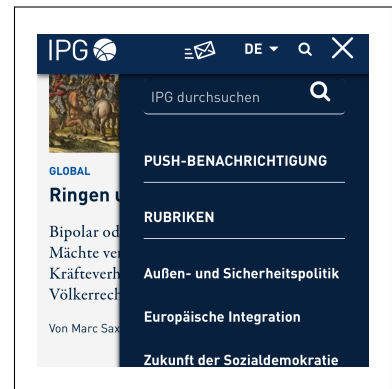 IPG
DE
IPG durchsuchen
PUSH-BENACHRICHTIGUNG
RUBRIKEN
Außen- und Sicherheitspolitik
Europäische Integration
Zukunft der Sozialdemokratie
GLOBAL
Ringen
Bipolar od
Mächte
Kräfteverh
Völkerrech
Von Marc Sax